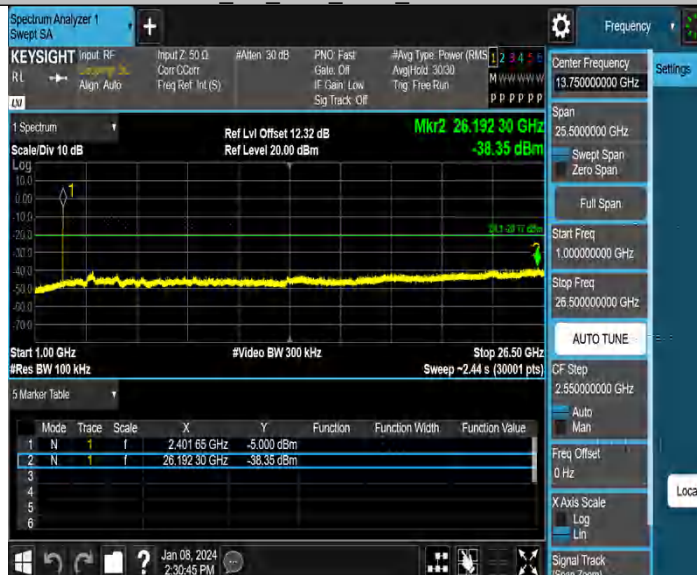 Spectrum Analyzer 1
Swept SA
Frequency
KEYSIGHT Input: RF
Input Z: 50 Ω
#Atten: 30 dB
PNO: Fast
#Avg Type: Power (RMS
1 2 3 4 5 6
R L
Align: Auto
Corr CCorr
Freq Ref: Int (S)
Gate: Off
IF Gain: Low
Sig Track: Off
Avg|Hold: 30/30
Trig: Free Run
M W W W W W
P P P P P P
LXI
Center Frequency
13.750000000 GHz
Settings
Span
25.5000000 GHz
Swept Span
Zero Span
Full Span
Start Freq
1.000000000 GHz
Stop Freq
26.500000000 GHz
AUTO TUNE
CF Step
2.550000000 GHz
Auto
Man
Freq Offset
0 Hz
X Axis Scale
Log
Lin
Signal Track
(Span Zoom)
Loca
1 Spectrum
Scale/Div 10 dB
Ref Lvl Offset 12.32 dB
Ref Level 20.00 dBm
Mkr2 26.192 30 GHz
-38.35 dBm
Log
10.0
0.00
-10.0
-20.0
-30.0
-40.0
-50.0
-60.0
-70.0
1
2
Start 1.00 GHz
#Res BW 100 kHz
#Video BW 300 kHz
Stop 26.50 GHz
Sweep ~2.44 s (30001 pts)
5 Marker Table
Mode Trace Scale X Y Function Function Width Function Value
1 N 1 f 2.401 65 GHz -5.000 dBm
2 N 1 f 26.192 30 GHz -38.35 dBm
3
4
5
6
?
Jan 08, 2024
2:30:45 PM